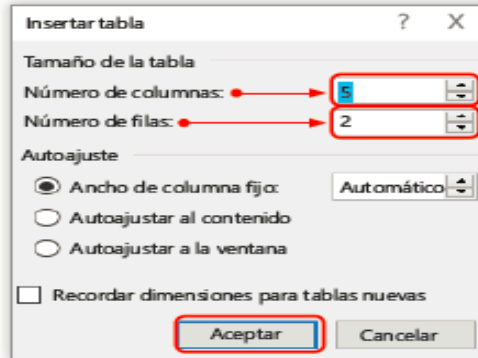 Insertar tabla ? X
Tamaño de la tabla
Número de columnas: 5
Número de filas: 2
Autoajuste
Ancho de columna fijo: Automático
Autoajustar al contenido
Autoajustar a la ventana
Recordar dimensiones para tablas nuevas
Aceptar Cancelar